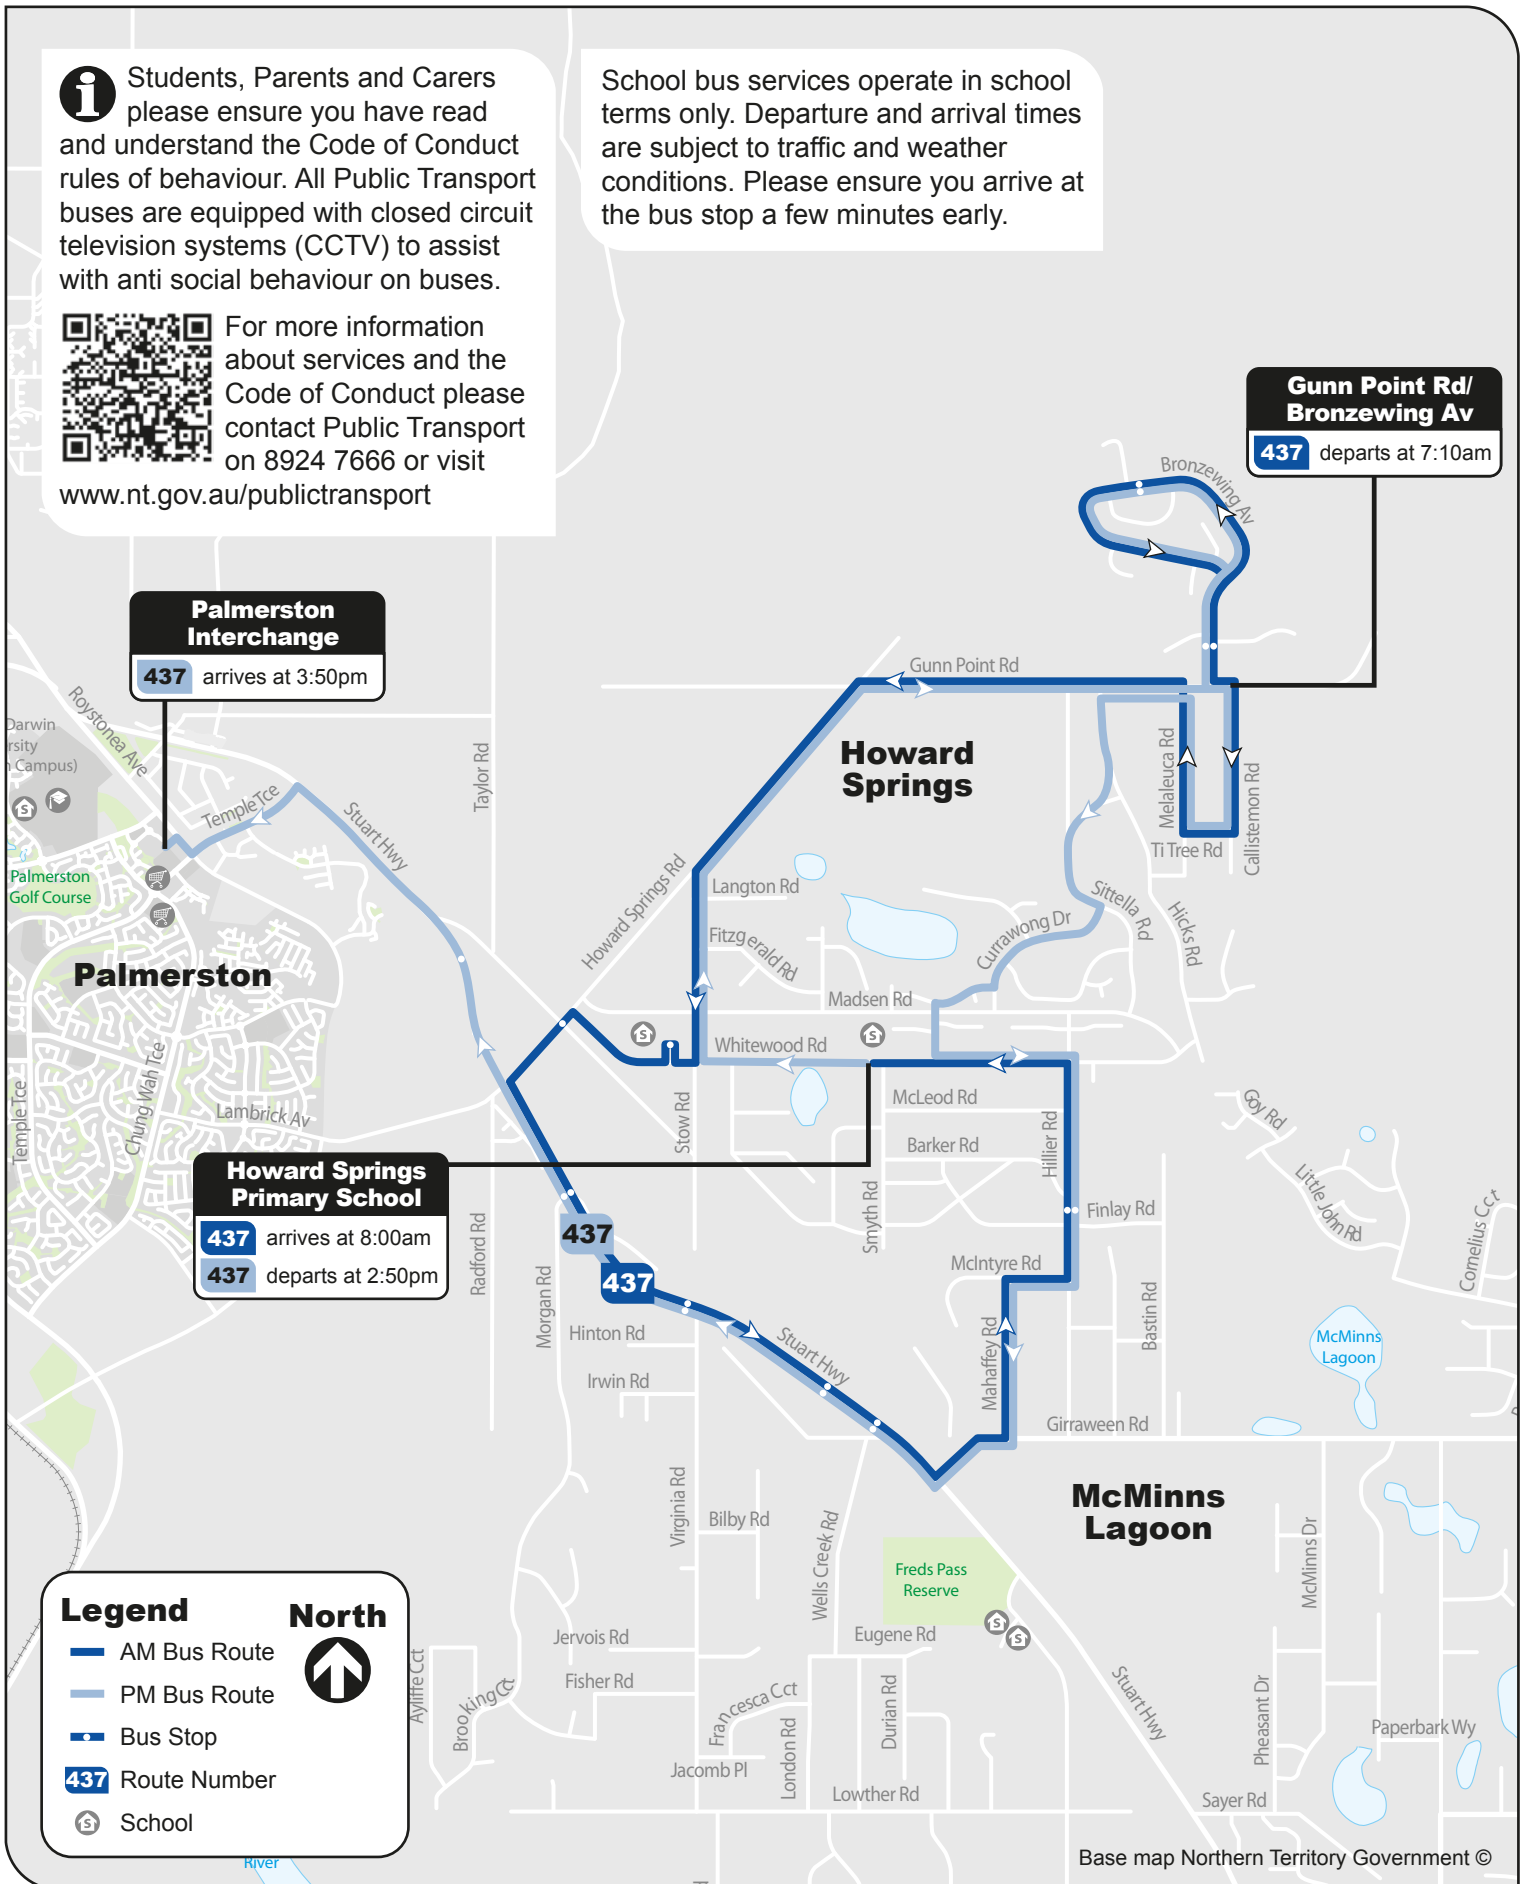 Students, Parents and Carers
please ensure you have read
and understand the Code of Conduct
rules of behaviour. All Public Transport
buses are equipped with closed circuit
television systems (CCTV) to assist
with anti social behaviour on buses.
For more information
about services and the
Code of Conduct please
contact Public Transport
on 8924 7666 or visit
www.nt.gov.au/publictransport
School bus services operate in school
terms only. Departure and arrival times
are subject to traffic and weather
conditions. Please ensure you arrive at
the bus stop a few minutes early.
Gunn Point Rd/
Bronzewing Av
437 departs at 7:10am
Bronzewing Av
Palmerston
Interchange
437 arrives at 3:50pm
Gunn Point Rd
Roystonea Ave
Darwin
rsity
n Campus)
S
Temple Tce
Stuart Hwy
Taylor Rd
Howard
Springs
Melaleuca Rd
Callistemon Rd
Ti Tree Rd
Palmerston
Golf Course
Howard Springs Rd
Langton Rd
Fitzgerald Rd
Currawong Dr
Sittella Rd
Hicks Rd
Palmerston
Madsen Rd
S
S
Whitewood Rd
Temple Tce
Chung Wah Tce
Lambrick Av
Stow Rd
McLeod Rd
Barker Rd
Hillier Rd
Goy Rd
Little John Rd
Cornelius Cct
Howard Springs
Primary School
437 arrives at 8:00am
437 departs at 2:50pm
Radford Rd
Morgan Rd
437
437
Smyth Rd
Finlay Rd
McIntyre Rd
Hinton Rd
Irwin Rd
Stuart Hwy
Mahaffey Rd
Bastin Rd
McMinns
Lagoon
Girraween Rd
Virginia Rd
Bilby Rd
Wells Creek Rd
McMinns
Lagoon
McMinns Dr
Freds Pass
Reserve
S
S
Eugene Rd
Jervois Rd
Fisher Rd
Ayliffe Cct
Brooking Cct
Francesca Cct
Jacomb Pl
London Rd
Durian Rd
Lowther Rd
Stuart Hwy
Pheasant Dr
Paperbark Wy
Sayer Rd
Legend
North
AM Bus Route
PM Bus Route
Bus Stop
437 Route Number
S School
River
Base map Northern Territory Government ©